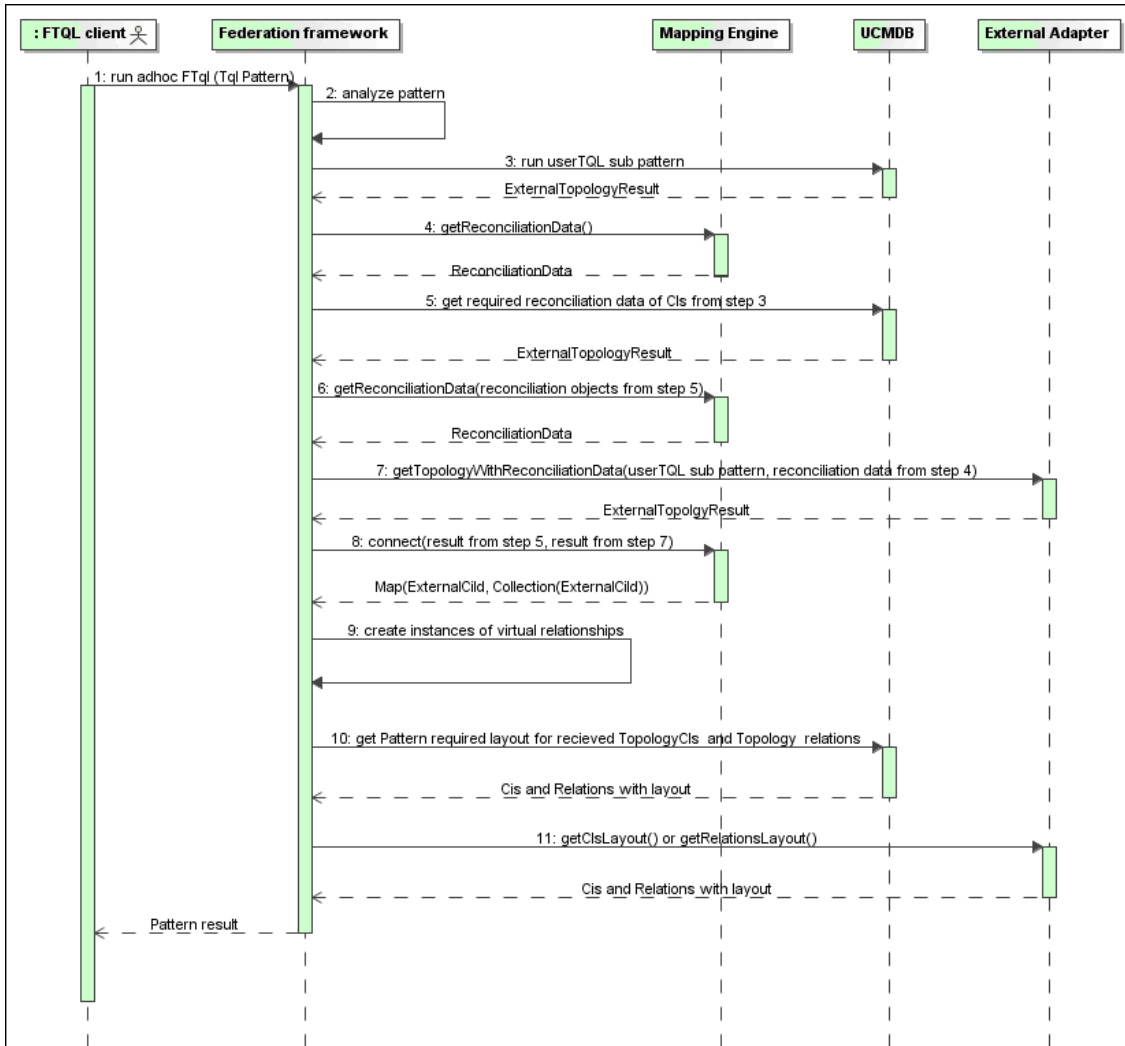 : FTQL client
Federation framework
Mapping Engine
UCMDB
External Adapter
1: run adhoc FTql (Tql Pattern)
2: analyze pattern
3: run userTQL sub pattern
ExternalTopologyResult
4: getReconciliationData()
ReconciliationData
5: get required reconciliation data of CIs from step 3
ExternalTopologyResult
6: getReconciliationData(reconciliation objects from step 5)
ReconciliationData
7: getTopologyWithReconciliationData(userTQL sub pattern, reconciliation data from step 4)
ExternalTopolgyResult
8: connect(result from step 5, result from step 7)
Map(ExternalCiId, Collection(ExternalCiId))
9: create instances of virtual relationships
10: get Pattern required layout for recieved TopologyCIs and Topology relations
Cis and Relations with layout
11: getCIsLayout() or getRelationsLayout()
Cis and Relations with layout
Pattern result